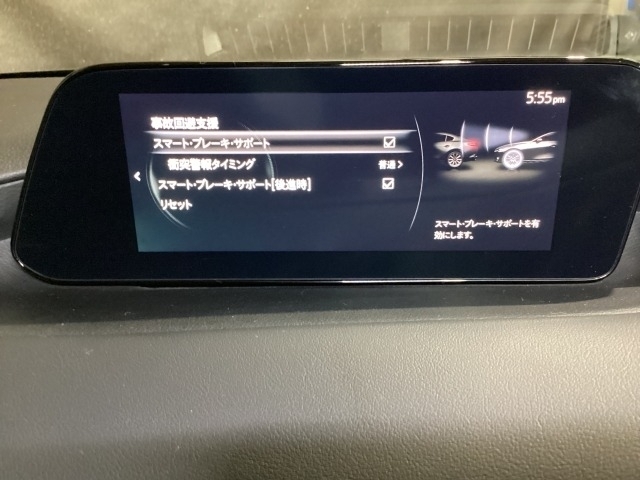 5:55pm
事故回避支援
スマート・ブレーキ・サポート
衝突警報タイミング 普通
スマート・ブレーキ・サポート[後進時]
リセット
スマート・ブレーキ・サポートを有
効にします。